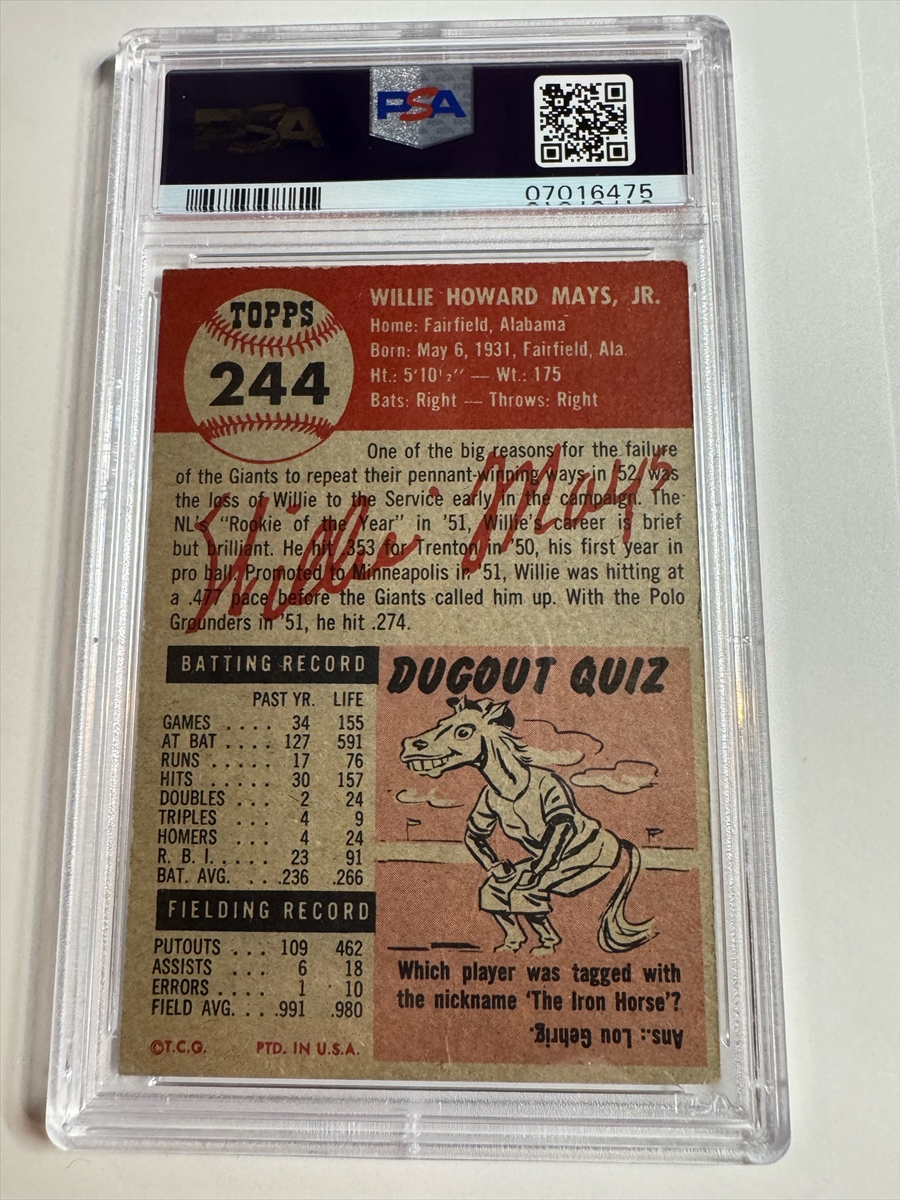 PSA
PSA
07016475
TOPPS
244
WILLIE HOWARD MAYS, JR.
Home: Fairfield, Alabama
Born: May 6, 1931, Fairfield, Ala.
Ht.: 5'10½" — Wt.: 175
Bats: Right — Throws: Right
One of the big reasons for the failure
of the Giants to repeat their pennant-winning ways in '52, was
the loss of Willie to the Service early in the campaign. The
NL's "Rookie of the Year" in '51, Willie's career is brief
but brilliant. He hit .353 for Trenton in '50, his first year in
pro ball. Promoted to Minneapolis in '51, Willie was hitting at
a .477 pace before the Giants called him up. With the Polo
Grounders in '51, he hit .274.
Willie Mays
BATTING RECORD
PAST YR. LIFE
GAMES .... 34 155
AT BAT .... 127 591
RUNS ..... 17 76
HITS ...... 30 157
DOUBLES ... 2 24
TRIPLES .... 4 9
HOMERS ... 4 24
R. B. I. .... 23 91
BAT. AVG. ... .236 .266
FIELDING RECORD
PUTOUTS ... 109 462
ASSISTS .... 6 18
ERRORS .... 1 10
FIELD AVG. ... .991 .980
©T.C.G. PTD. IN U.S.A.
DUGOUT QUIZ
Which player was tagged with
the nickname 'The Iron Horse'?
Ans.: Lou Gehrig.